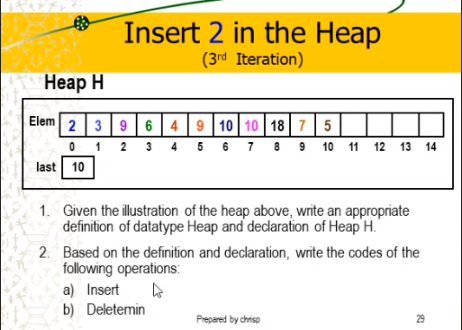 Insert 2 in the Heap
(3rd Iteration)
Heap H
Elem 2 3 9 6 4 9 10 10 18 7 5
0 1 2 3 4 5 6 7 8 9 10 11 12 13 14
last 10
1. Given the illustration of the heap above, write an appropriate
definition of datatype Heap and declaration of Heap H.
2. Based on the definition and declaration, write the codes of the
following operations:
a) Insert
b) Deletemin
Prepared by chrisp
29